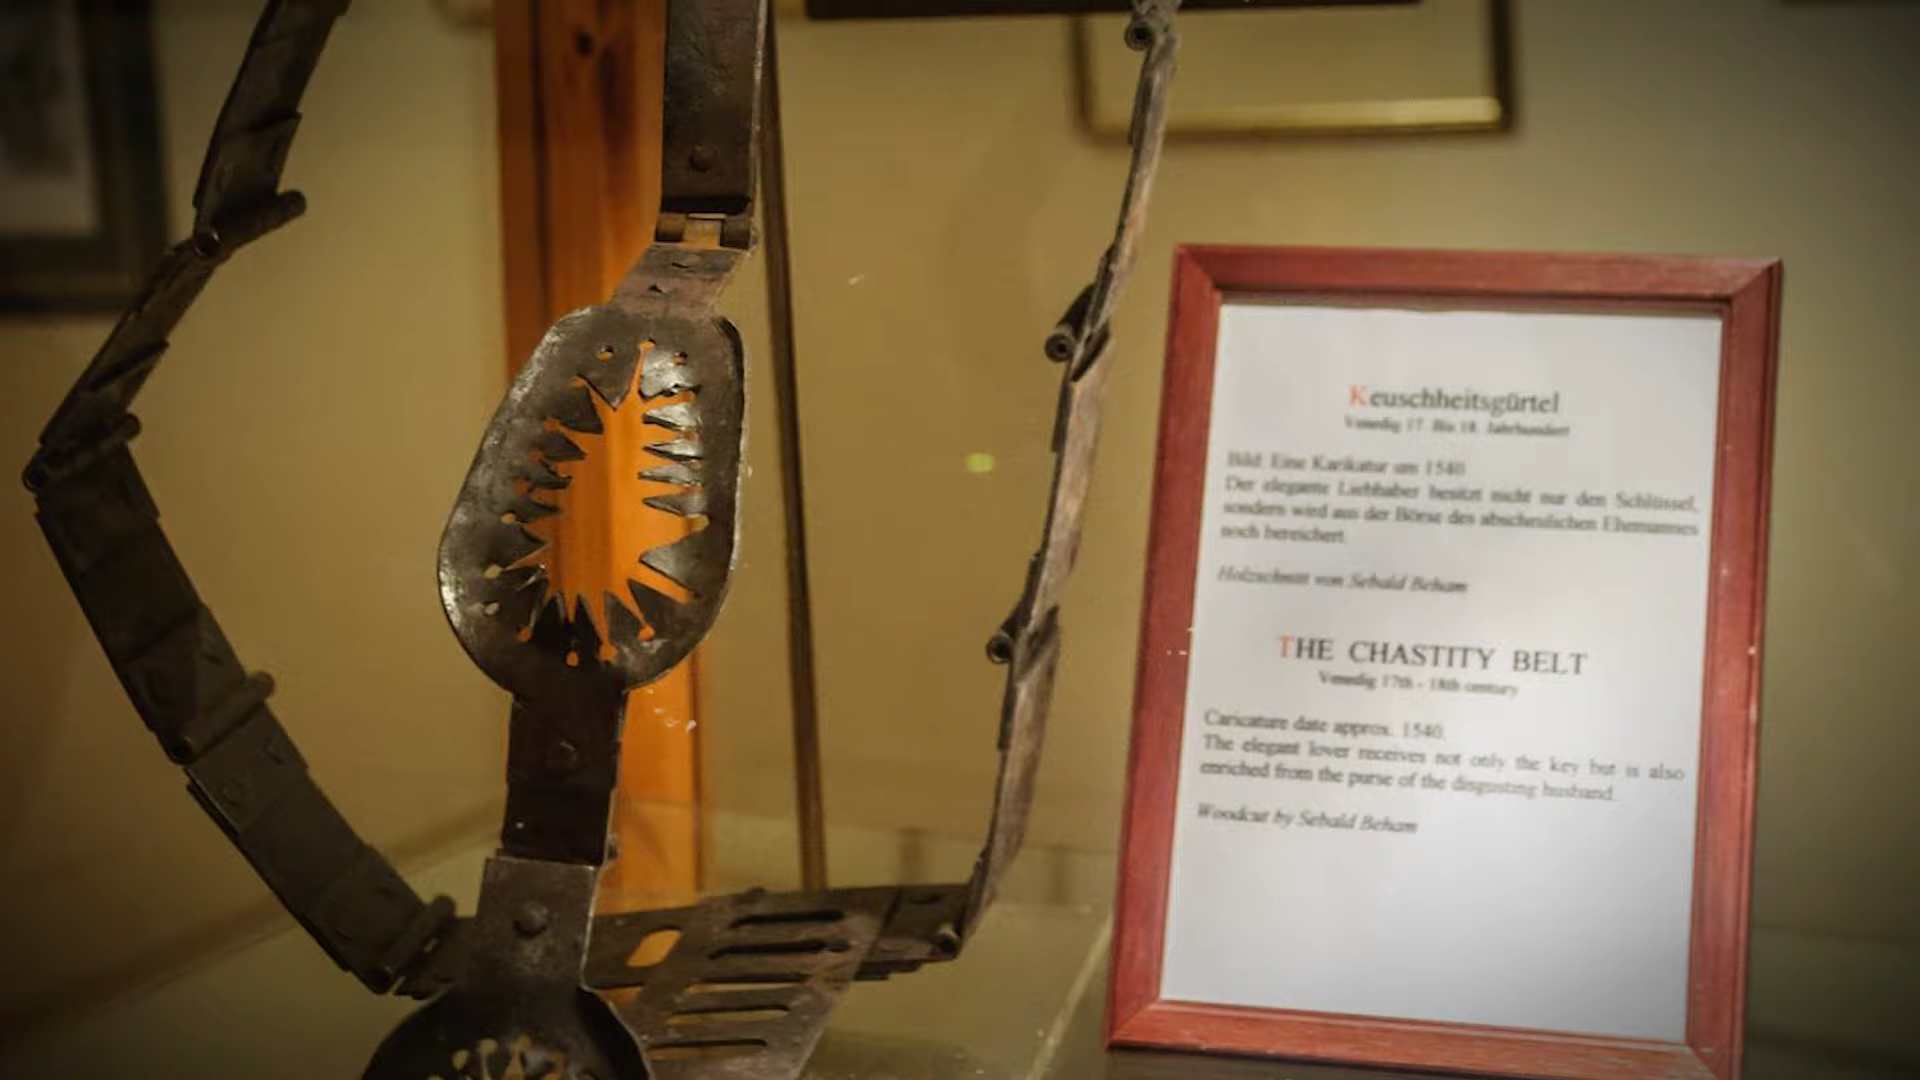 Keuschheitsgürtel
Venedig 17. Bis 18. Jahrhundert
Bild: Eine Karikatur um 1540
Der elegante Liebhaber besitzt nicht nur den Schlüssel,
sondern wird aus der Börse des abscheulichen Ehemannes
noch bereichert.
Holzschnitt von Sebald Beham
THE CHASTITY BELT
Venedig 17th - 18th century
Caricature date approx. 1540.
The elegant lover receives not only the key but is also
enriched from the purse of the disgusting husband.
Woodcut by Sebald Beham